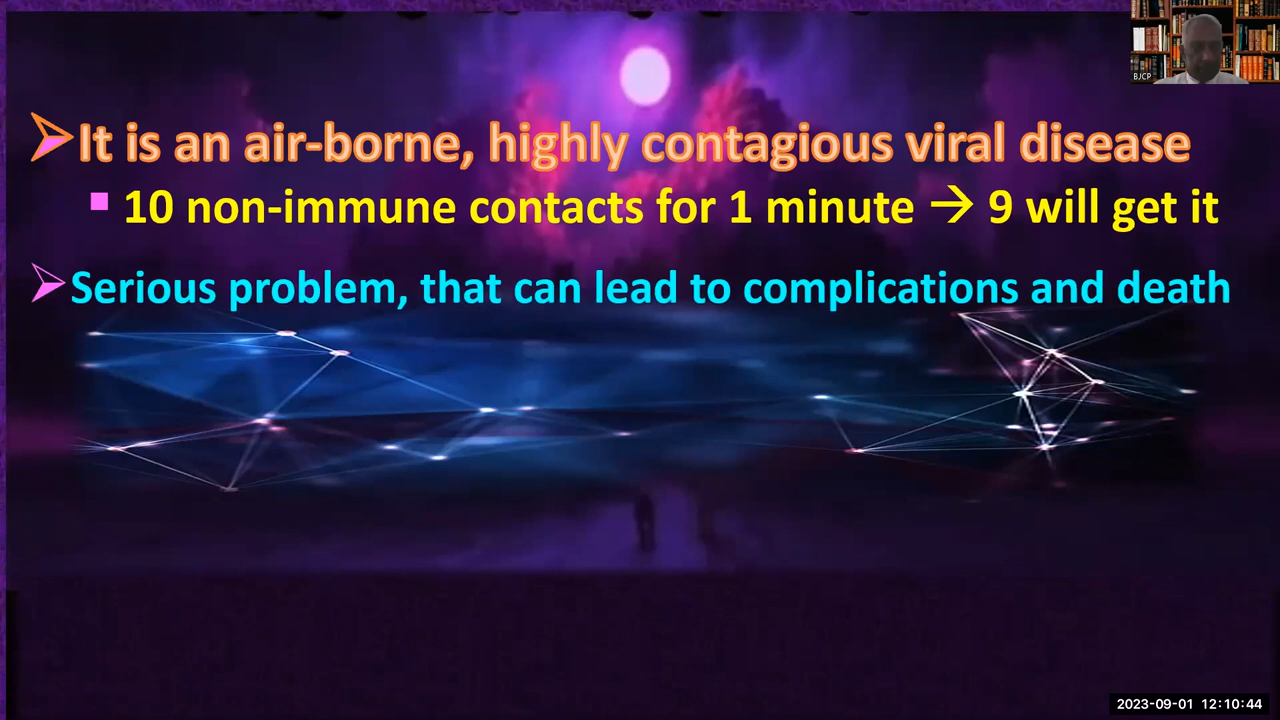 BJCP
It is an air-borne, highly contagious viral disease
10 non-immune contacts for 1 minute → 9 will get it
Serious problem, that can lead to complications and death
2023-09-01 12:10:44